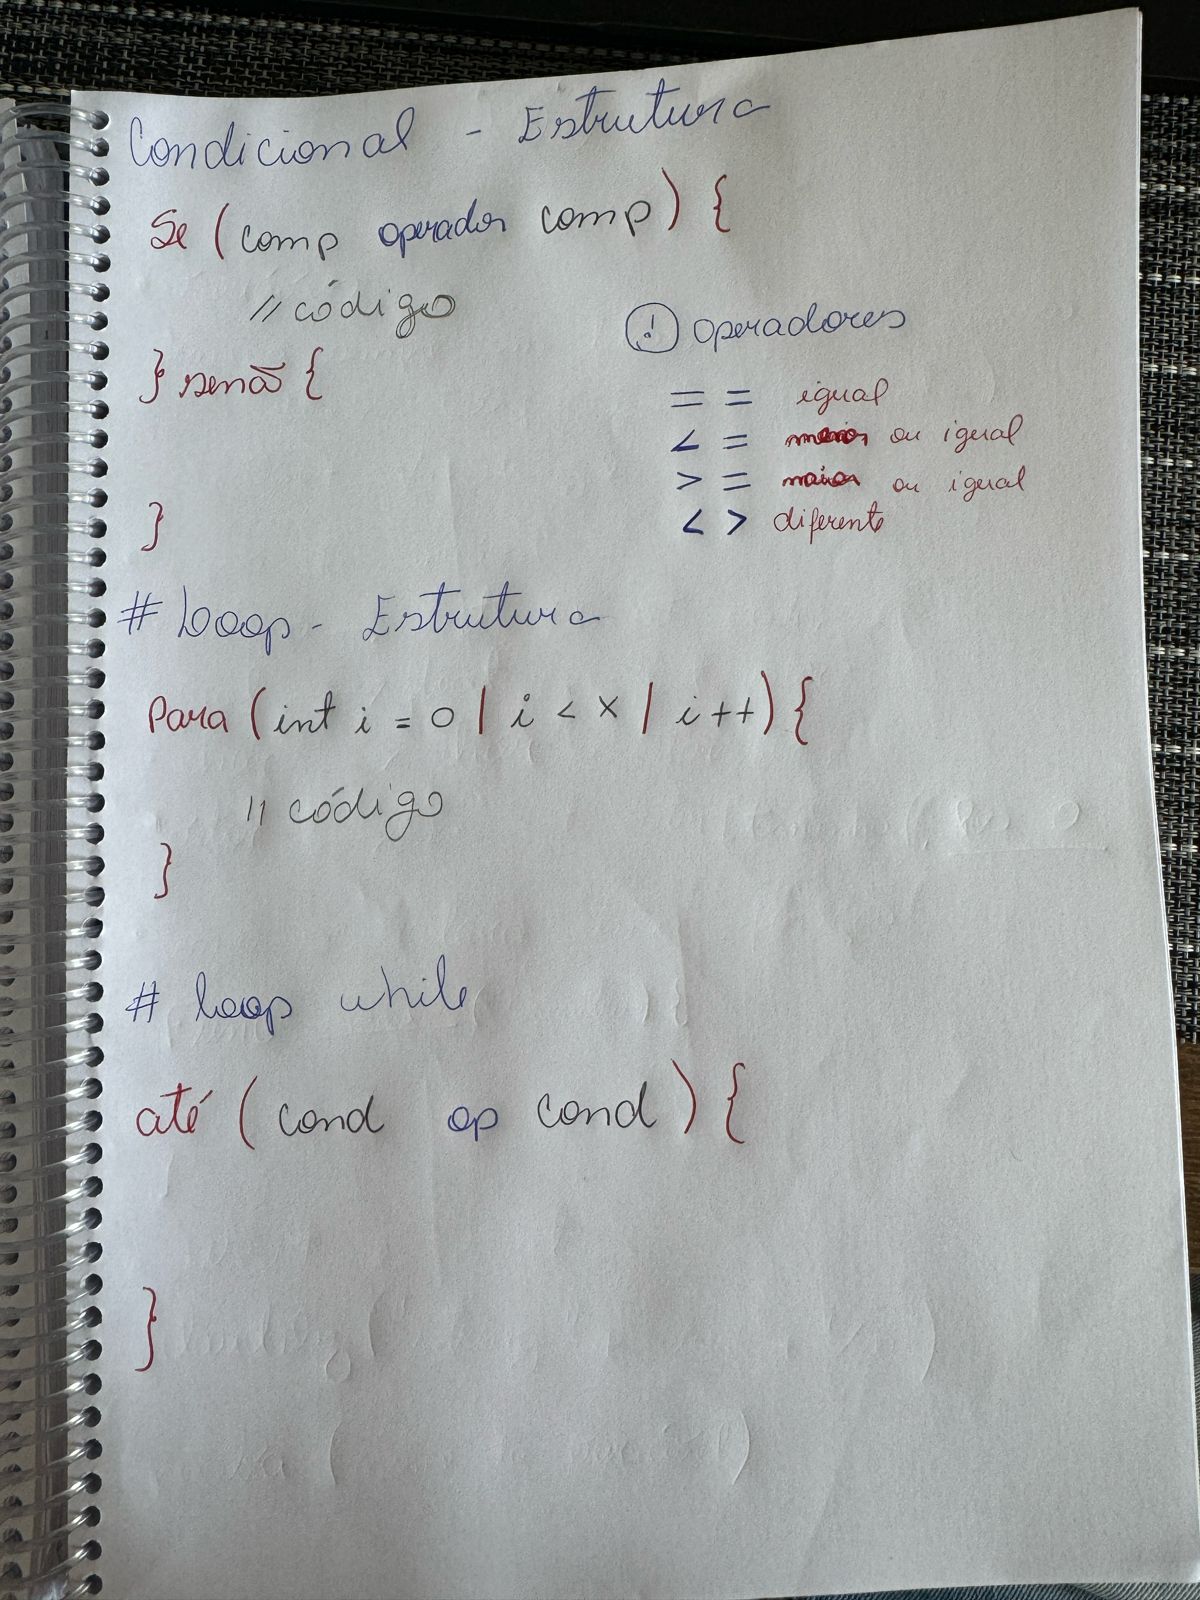 Condicional - Estrutura
Se (comp operador comp) {
// código
} senão {
}
! operadores
= = igual
< = menor ou igual
> = maior ou igual
< > diferente
# Loop - Estrutura
Para (int i = 0 | i < x | i ++) {
// código
}
# loop while
até (cond op cond) {
}